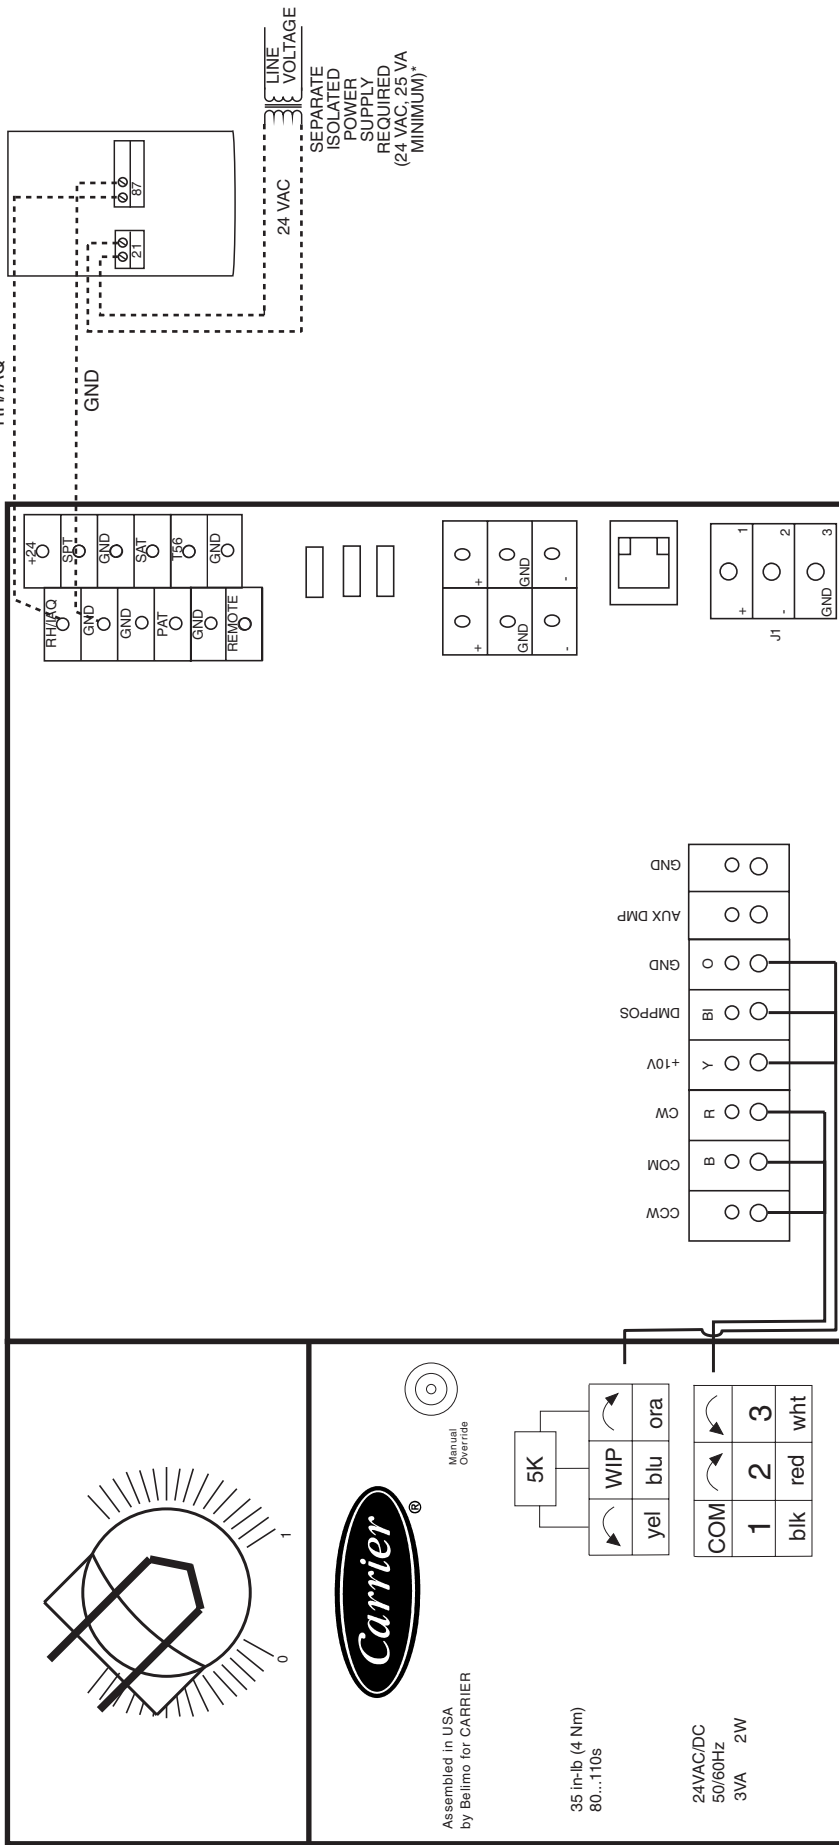 LINE
VOLTAGE
SEPARATE
ISOLATED
POWER
SUPPLY
REQUIRED
(24 VAC, 25 VA
MINIMUM)*
24 VAC
87
21
GND
+24
SPT
GND
SAT
T56
GND
RH/IAQ
GND
GND
PAT
GND
REMOTE
+
GND
-
+
GND
-
1
2
3
+
-
GND
J1
GND
AUX DMP
GND
DMPPOS
+10V
CW
COM
CCW
O
Bl
Y
R
B
Manual
Override
5K
WIP
yel blu ora
COM
1 2 3
blk red wht
Carrier
®
1
0
Assembled in USA
by Belimo for CARRIER
35 in-lb (4 Nm)
80...110s
24VAC/DC
50/60Hz
3VA 2W